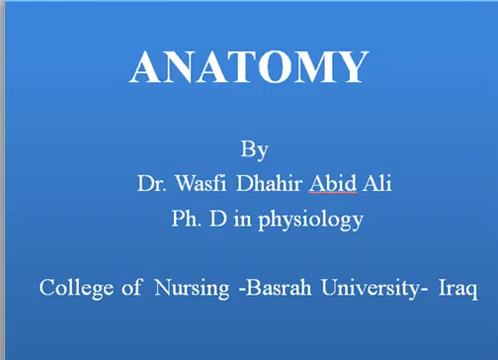 ANATOMY
By
Dr. Wasfi Dhahir Abid Ali
Ph. D in physiology
College of Nursing -Basrah University- Iraq